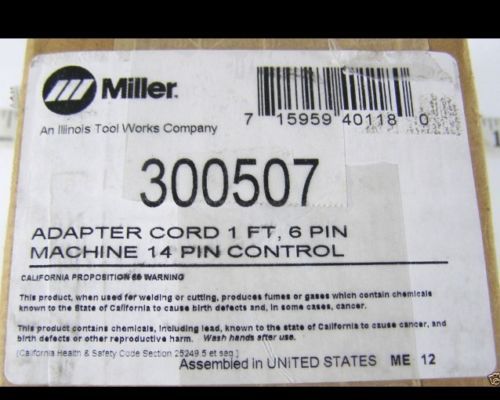 Miller®
An Illinois Tool Works Company
7 15959 40118 0
300507
ADAPTER CORD 1 FT, 6 PIN
MACHINE 14 PIN CONTROL
CALIFORNIA PROPOSITION 65 WARNING
This product, when used for welding or cutting, produces fumes or gases which contain chemicals
known to the State of California to cause birth defects and, in some cases, cancer.
This product contains chemicals, including lead, known to the state of California to cause cancer, and
birth defects or other reproductive harm. Wash hands after use.
[California Health & Safety Code Section 25249.5 et seq.]
Assembled in UNITED STATES ME 12